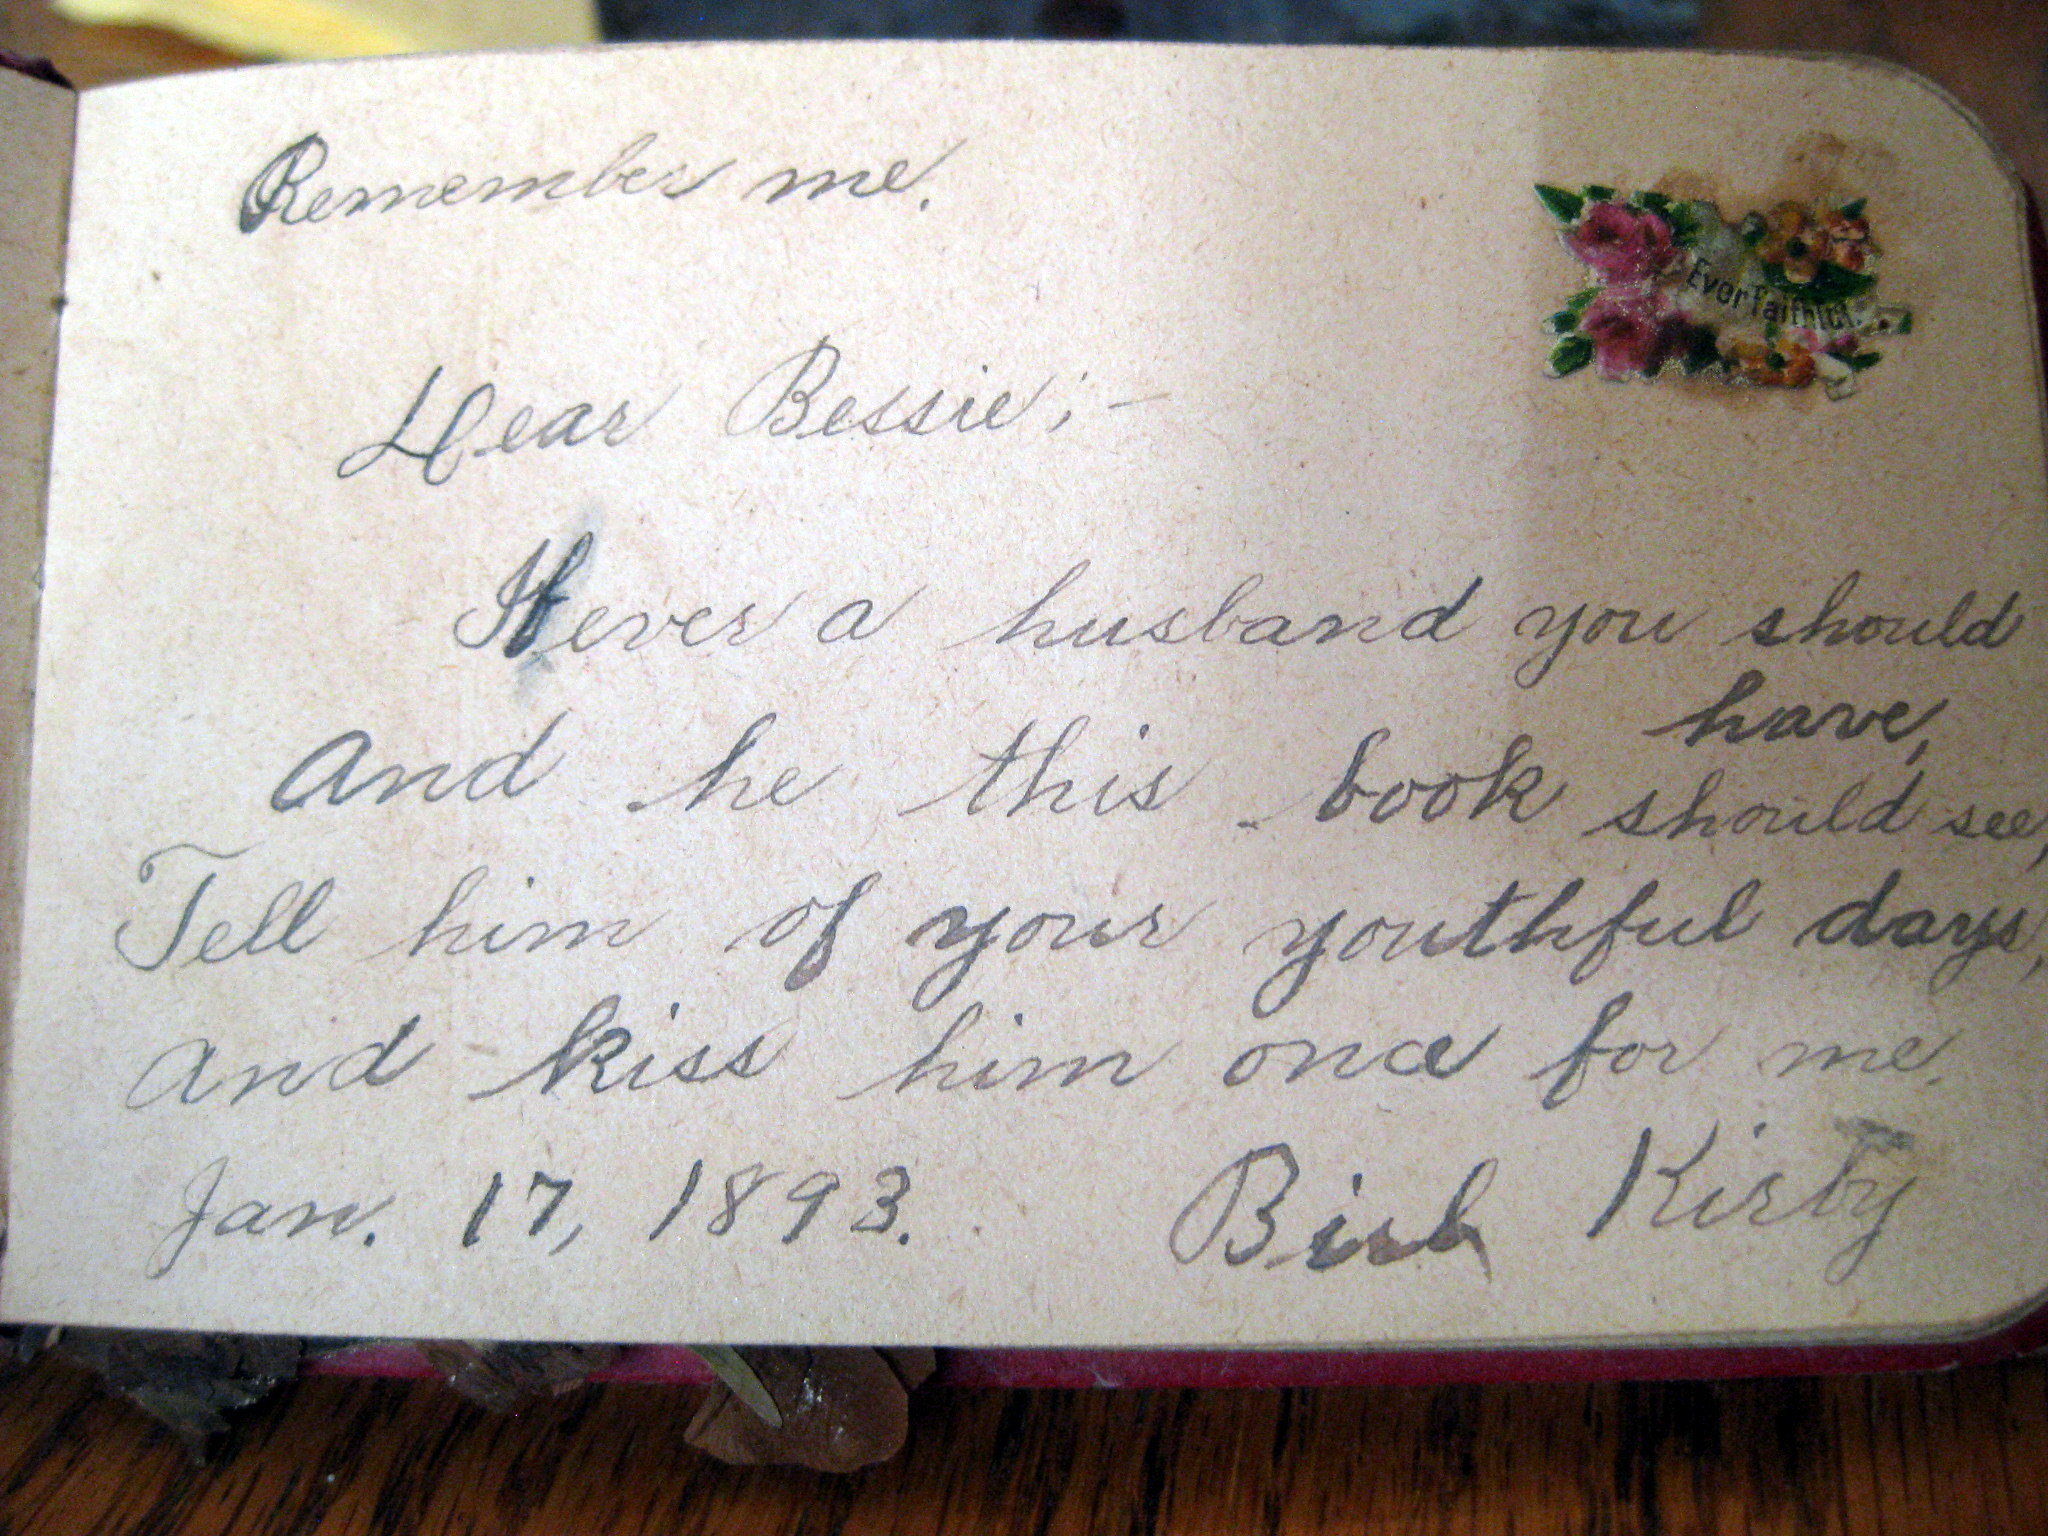 Remember me.
Ever faithful.
Dear Bessie;-
If ever a husband you should
have,
And he this book should see,
Tell him of your youthful days,
and kiss him once for me.
Jan. 17, 1893. Kirby